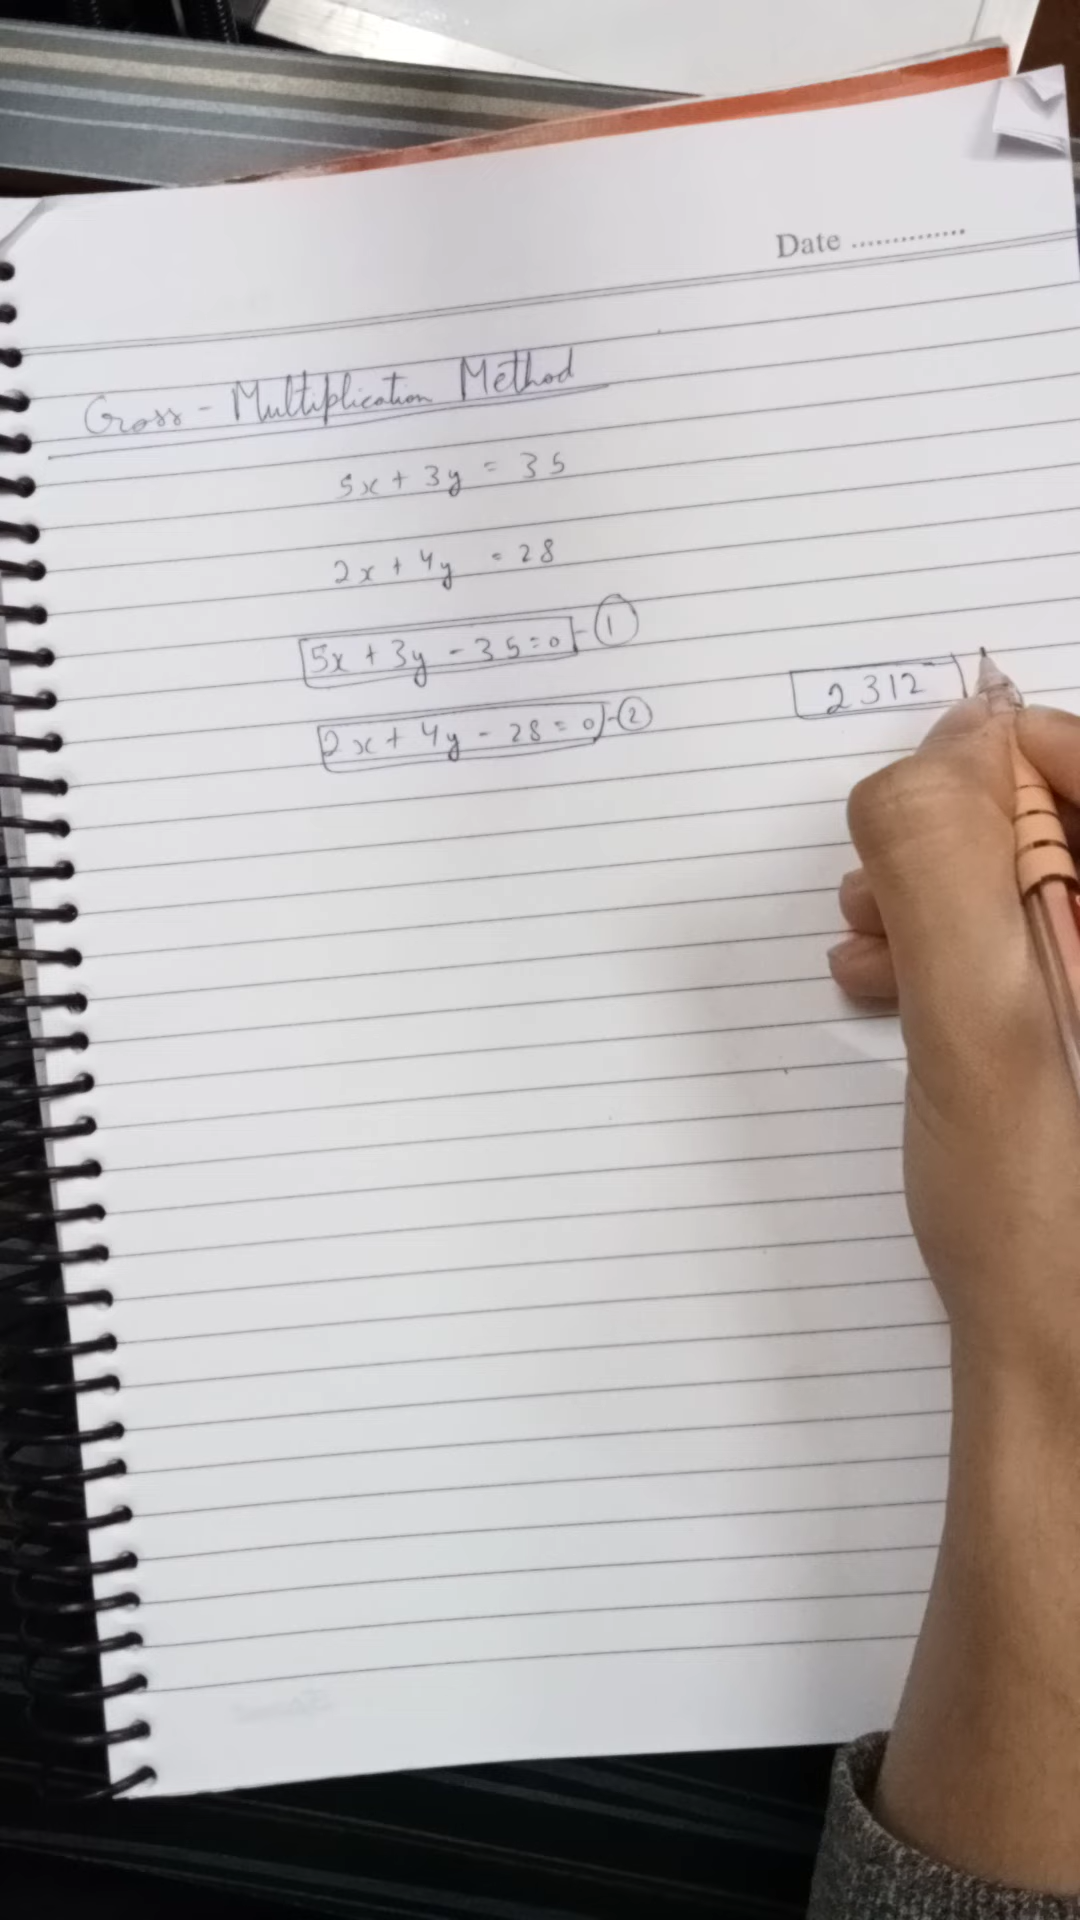 Date ..............
Cross - Multiplication Method
5x + 3y = 35
2x + 4y = 28
5x + 3y - 35 = 0 - 1
2x + 4y - 28 = 0 - 2
2312